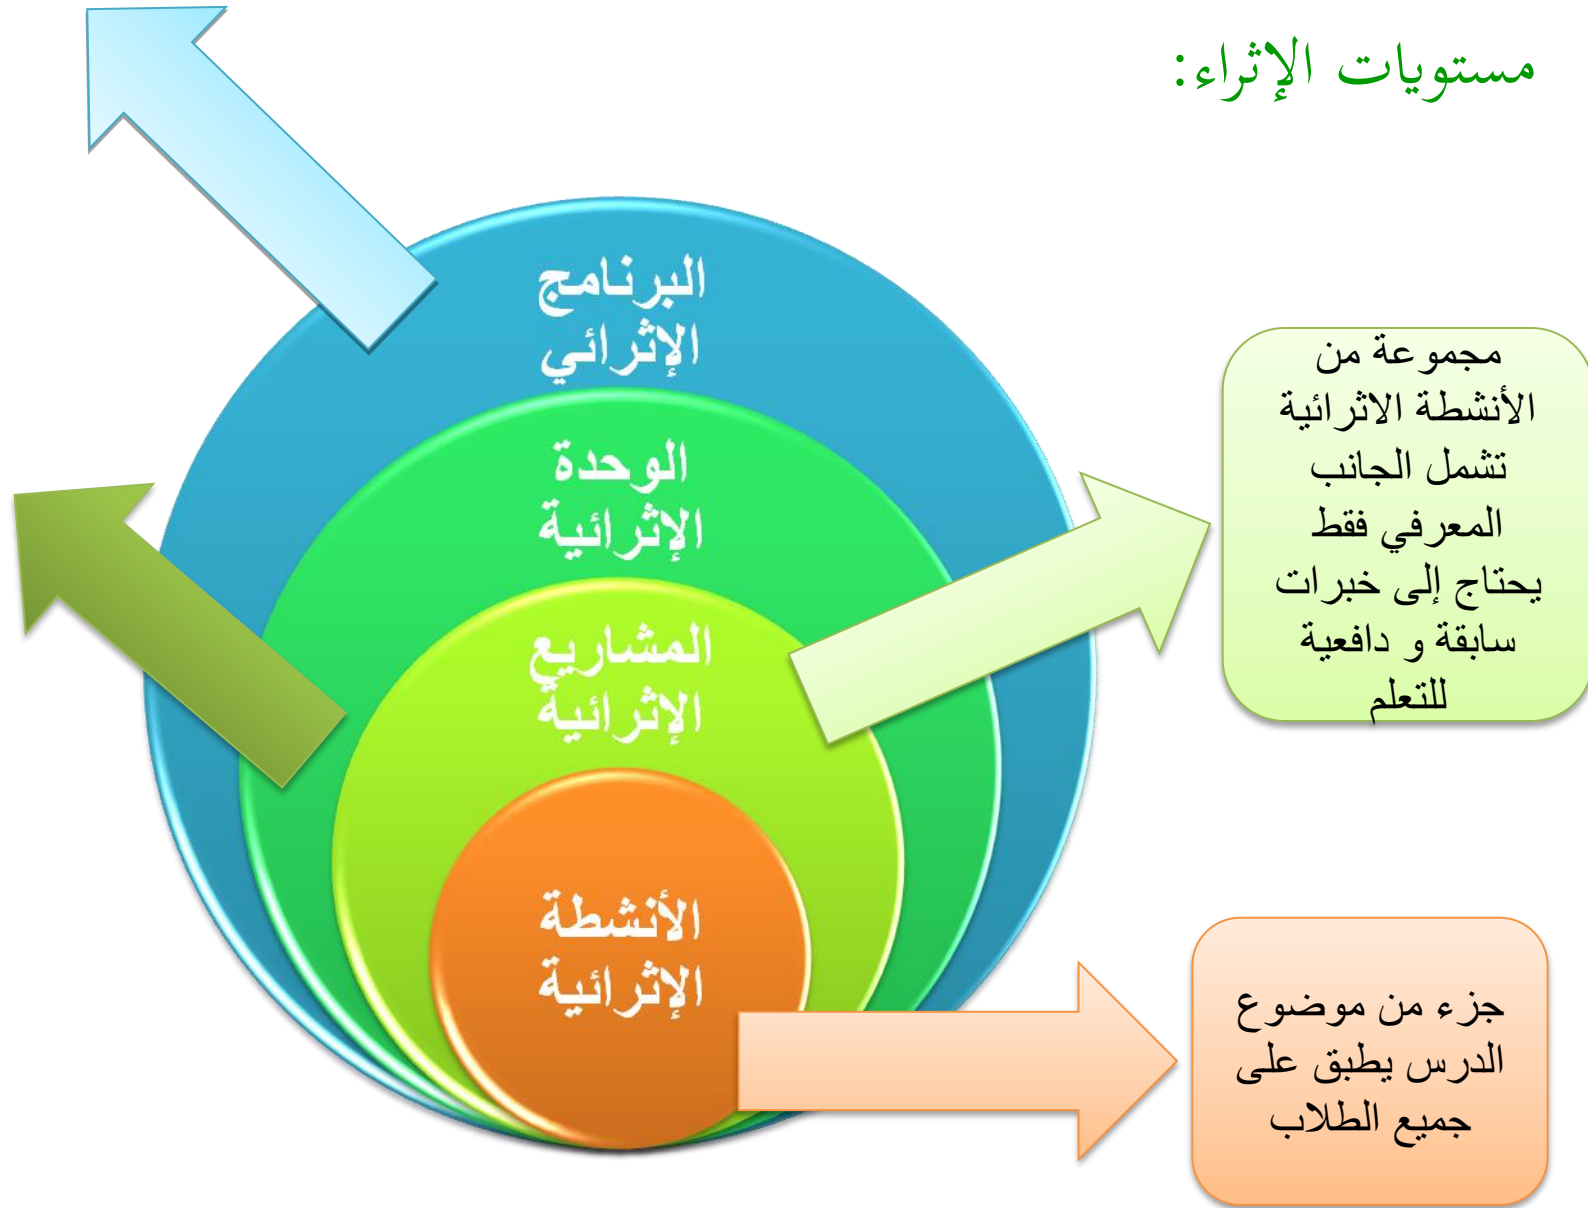 مستويات الإثراء:
البرنامج
الإثرائي
الوحدة
الإثرائية
المشاريع
الإثرائية
الأنشطة
الإثرائية
مجموعة من
الأنشطة الاثرائية
تشمل الجانب
المعرفي فقط
يحتاج إلى خبرات
سابقة و دافعية
للتعلم
جزء من موضوع
الدرس يطبق على
جميع الطلاب